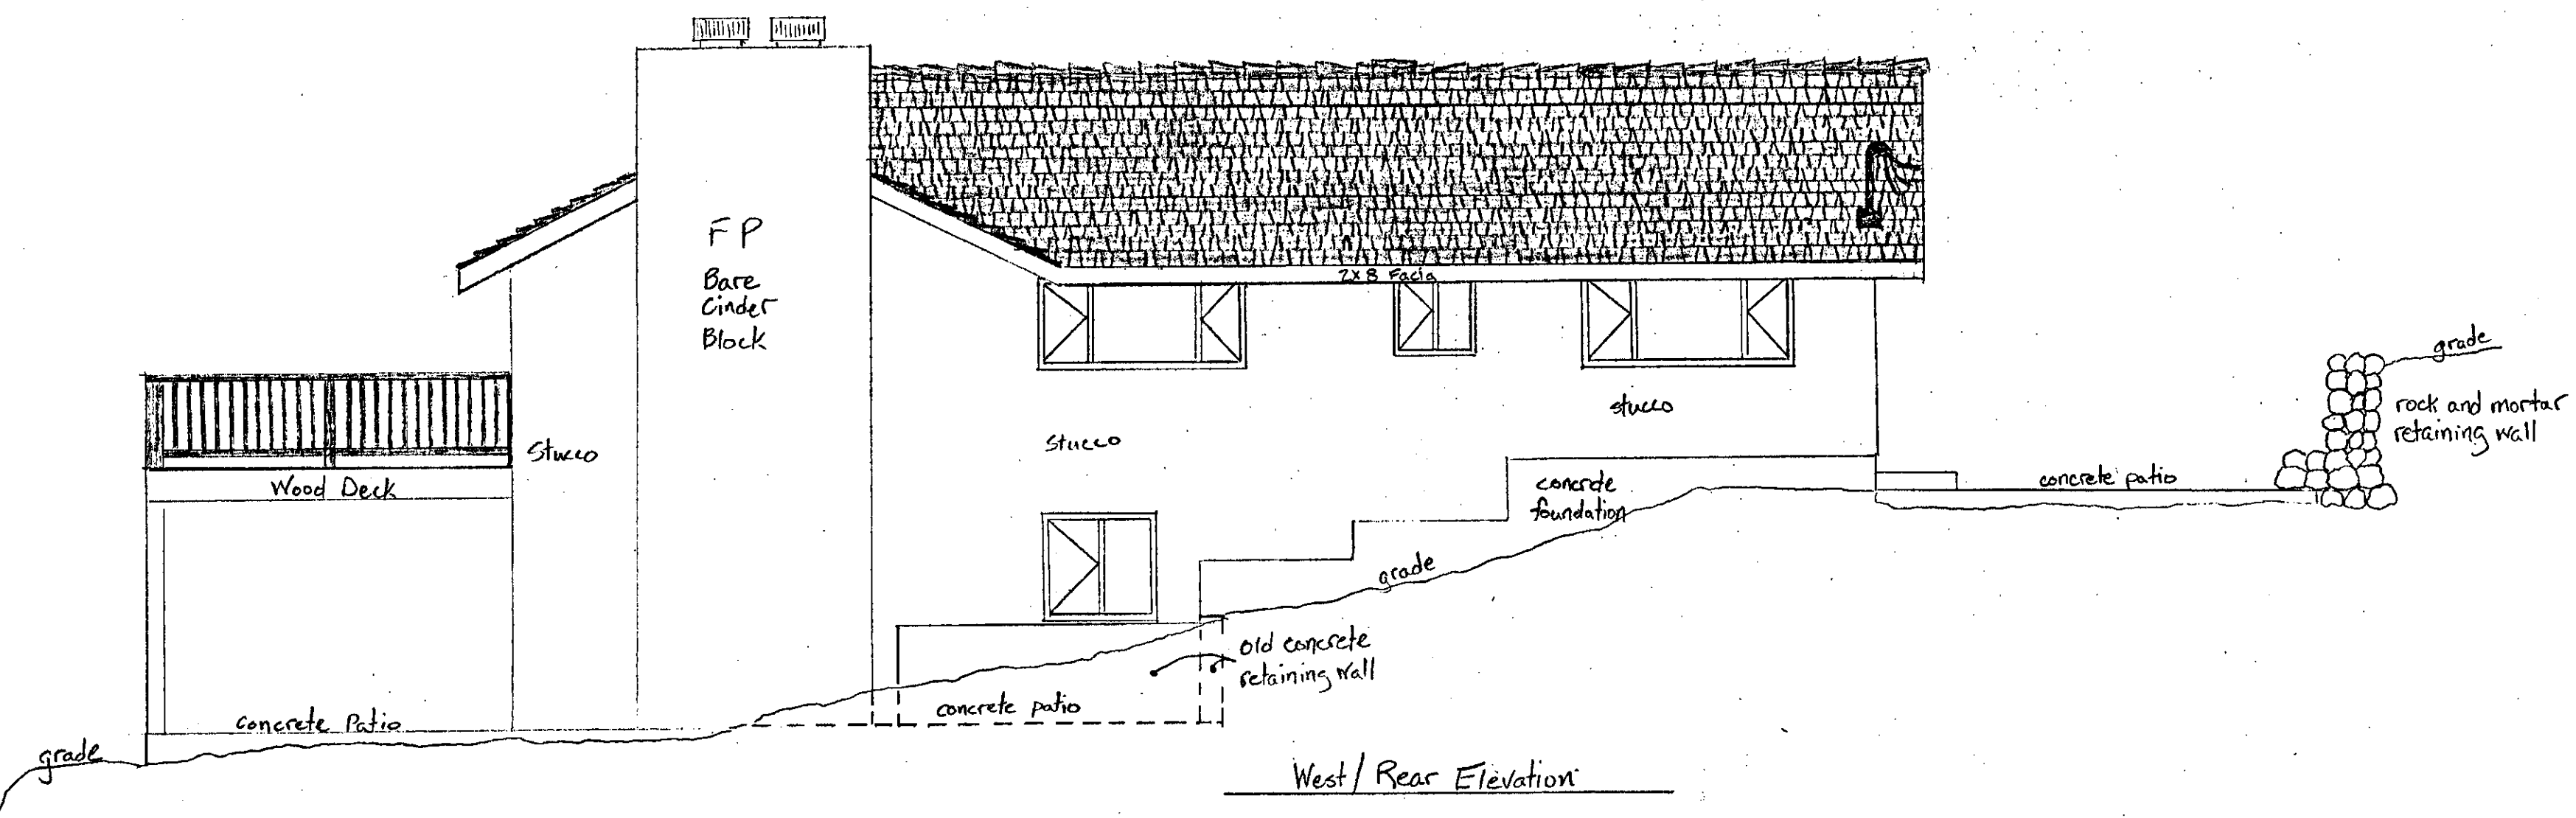 FP
Bare
Cinder
Block
2x8 Facia
stucco
Stucco
Stucco
Wood Deck
concrete
foundation
grade
grade
rock and mortar
retaining wall
concrete patio
old concrete
retaining wall
concrete patio
concrete Patio
grade
West/Rear Elevation